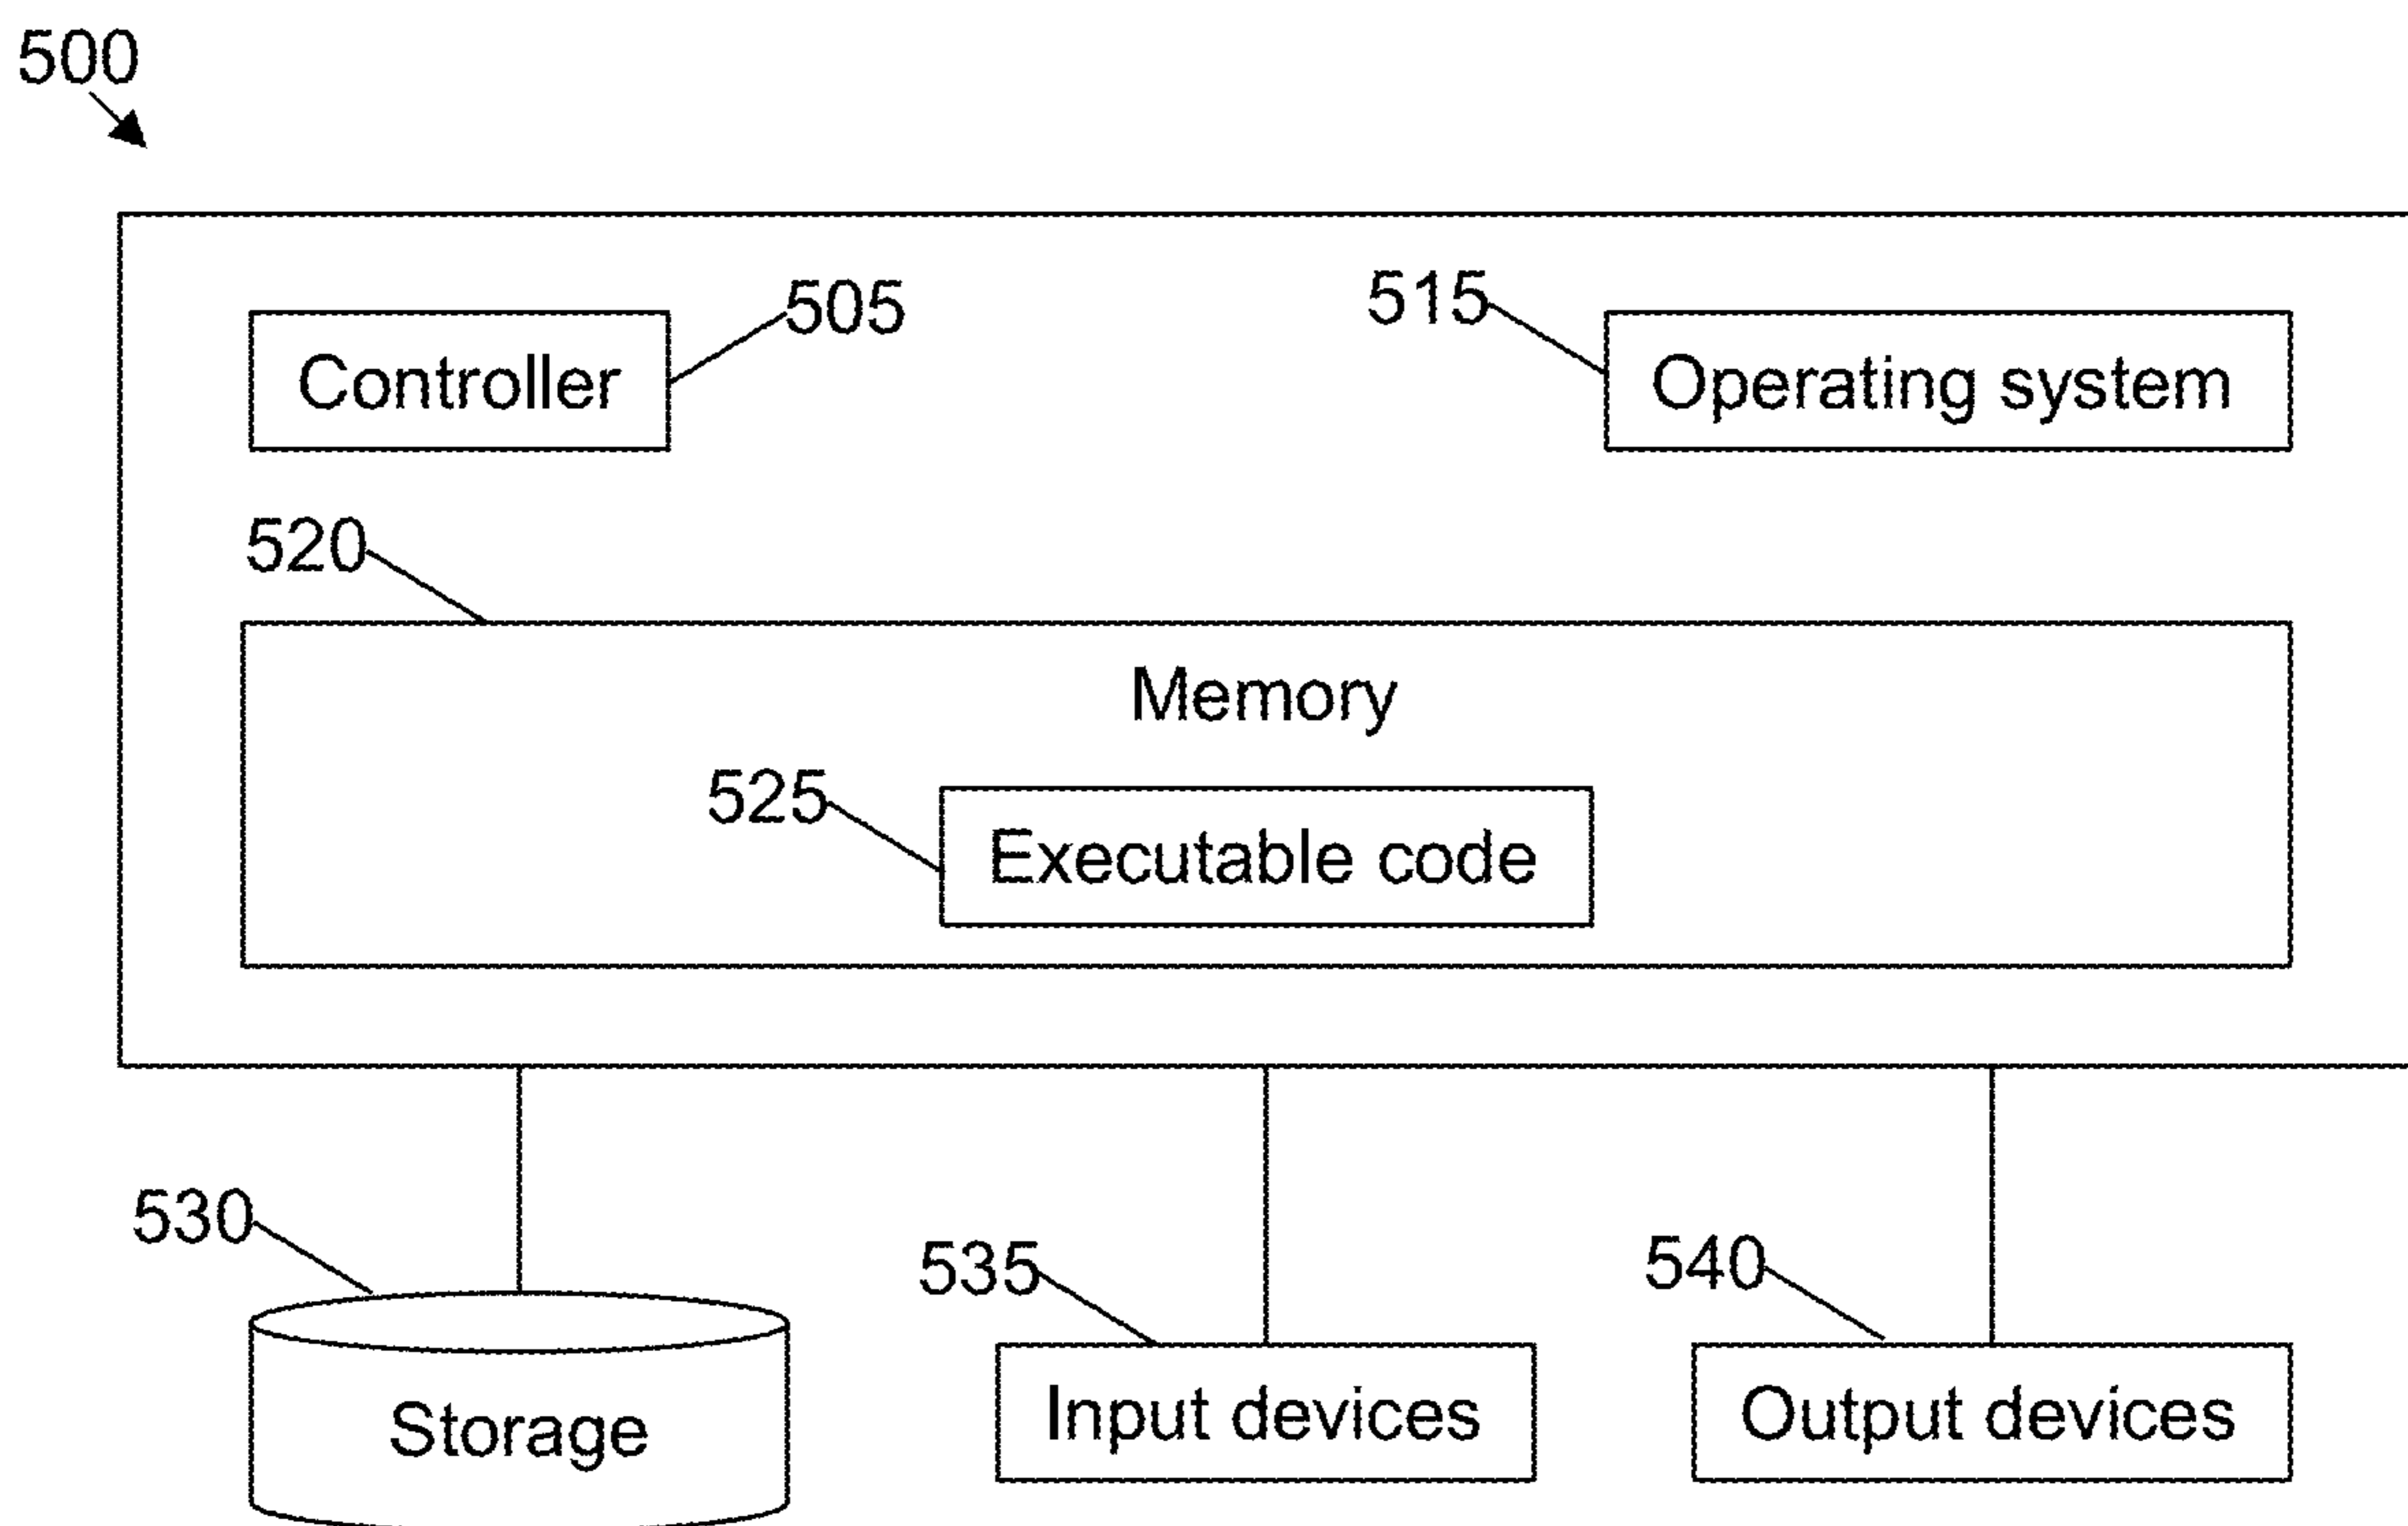 500
505
515
Controller
Operating system
520
Memory
525
Executable code
530
535
540
Storage
Input devices
Output devices